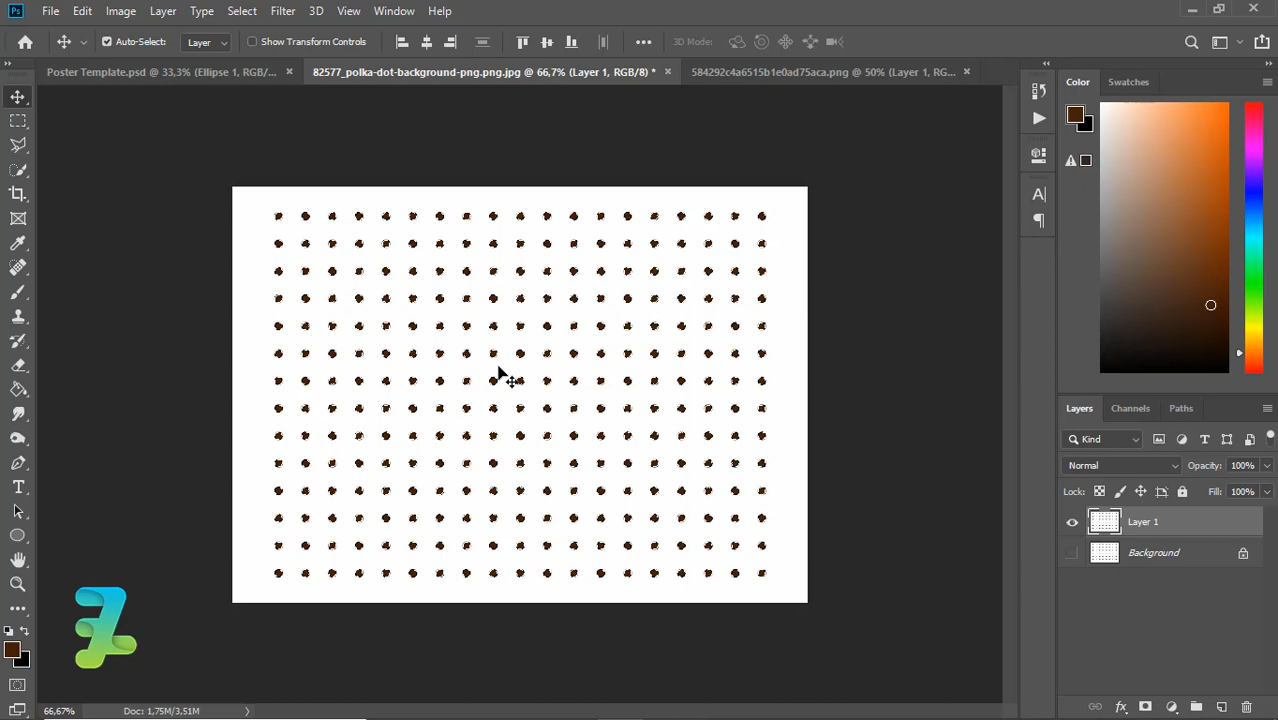 Ps File Edit Image Layer Type Select Filter 3D View Window Help
Auto-Select: Layer Show Transform Controls 3D Mode:
Poster Template.psd @ 33,3% (Ellipse 1, RGB/... × 82577_polka-dot-background-png.png.jpg @ 66,7% (Layer 1, RGB/8) * × 584292c4a6515b1e0ad75aca.png @ 50% (Layer 1, RG... ×
Color Swatches
Layers Channels Paths
Kind
Normal Opacity: 100%
Lock: Fill: 100%
Layer 1
Background
66,67% Doc: 1,75M/3,51M